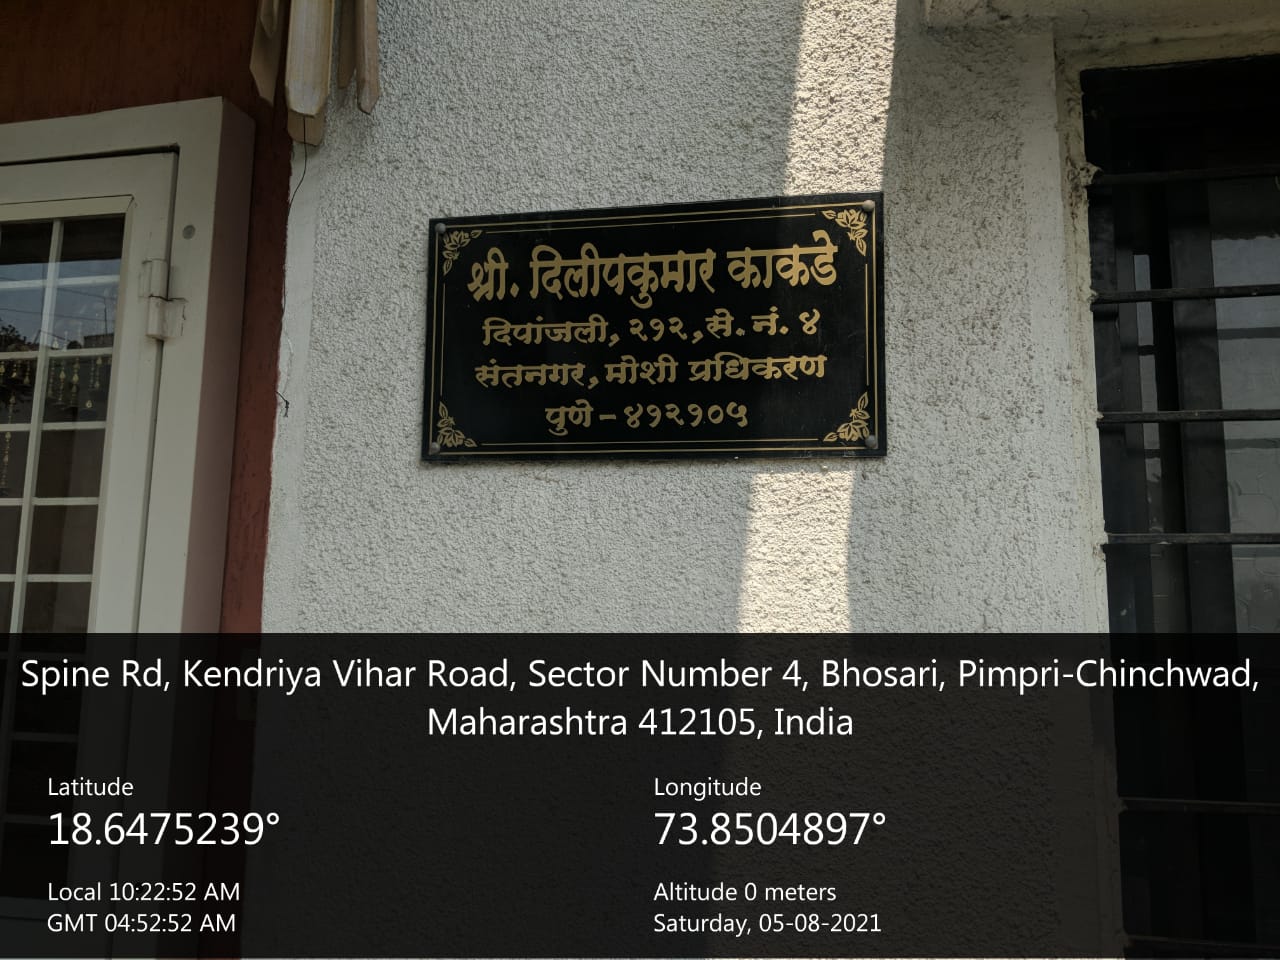 श्री. दिलीपकुमार काकडे
दिपांजली, २१२, से. नं. ४
संतनगर, मोशी प्रधिकरण
पुणे - ४१२१०५
Spine Rd, Kendriya Vihar Road, Sector Number 4, Bhosari, Pimpri-Chinchwad,
Maharashtra 412105, India
Latitude
18.6475239°
Longitude
73.8504897°
Local 10:22:52 AM
GMT 04:52:52 AM
Altitude 0 meters
Saturday, 05-08-2021